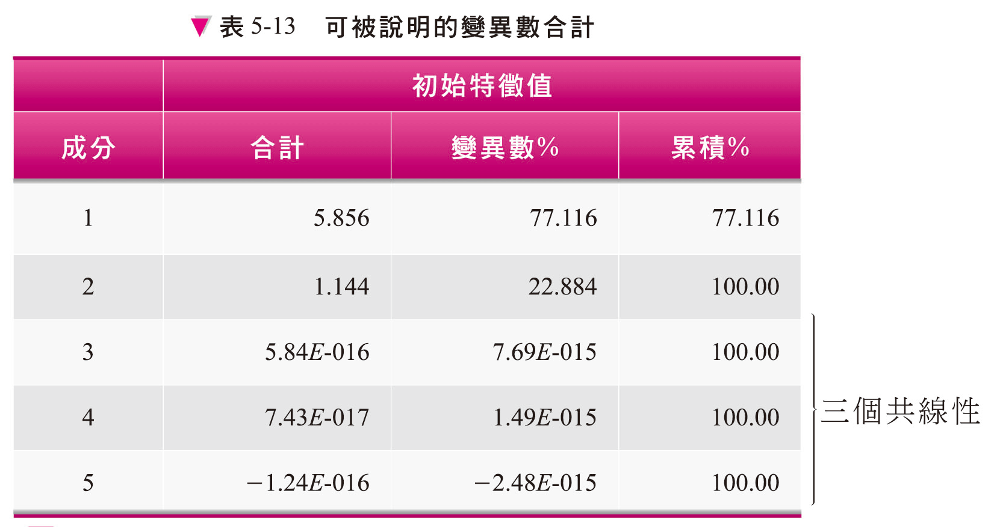 表 5-13　可被說明的變異數合計
初始特徵值
成分 合計 變異數% 累積%
1 5.856 77.116 77.116
2 1.144 22.884 100.00
3 5.84E-016 7.69E-015 100.00
4 7.43E-017 1.49E-015 100.00
三個共線性
5 −1.24E-016 −2.48E-015 100.00